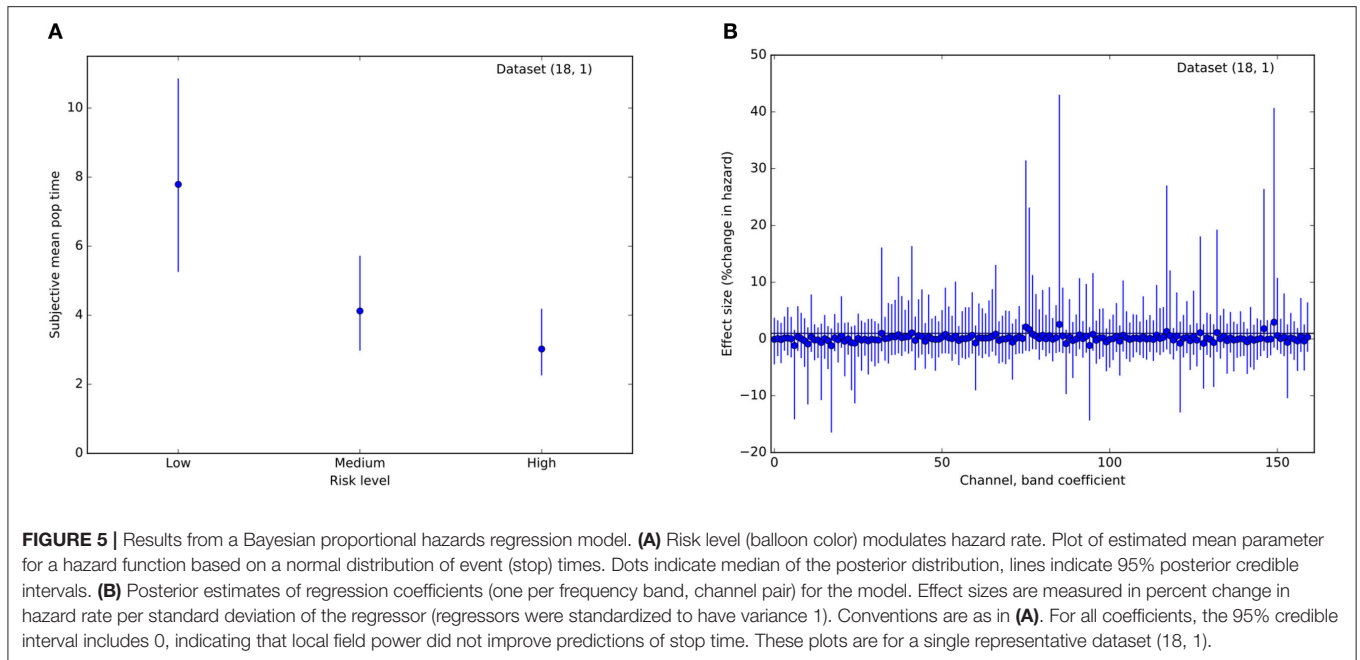 A
Dataset (18, 1)
10
8
6
4
2
0
Subjective mean pop time
Low
Medium
High
Risk level
B
Dataset (18, 1)
50
40
30
20
10
0
−10
−20
Effect size (%change in hazard)
0
50
100
150
Channel, band coefficient
FIGURE 5 | Results from a Bayesian proportional hazards regression model. (A) Risk level (balloon color) modulates hazard rate. Plot of estimated mean parameter
for a hazard function based on a normal distribution of event (stop) times. Dots indicate median of the posterior distribution, lines indicate 95% posterior credible
intervals. (B) Posterior estimates of regression coefficients (one per frequency band, channel pair) for the model. Effect sizes are measured in percent change in
hazard rate per standard deviation of the regressor (regressors were standardized to have variance 1). Conventions are as in (A). For all coefficients, the 95% credible
interval includes 0, indicating that local field power did not improve predictions of stop time. These plots are for a single representative dataset (18, 1).